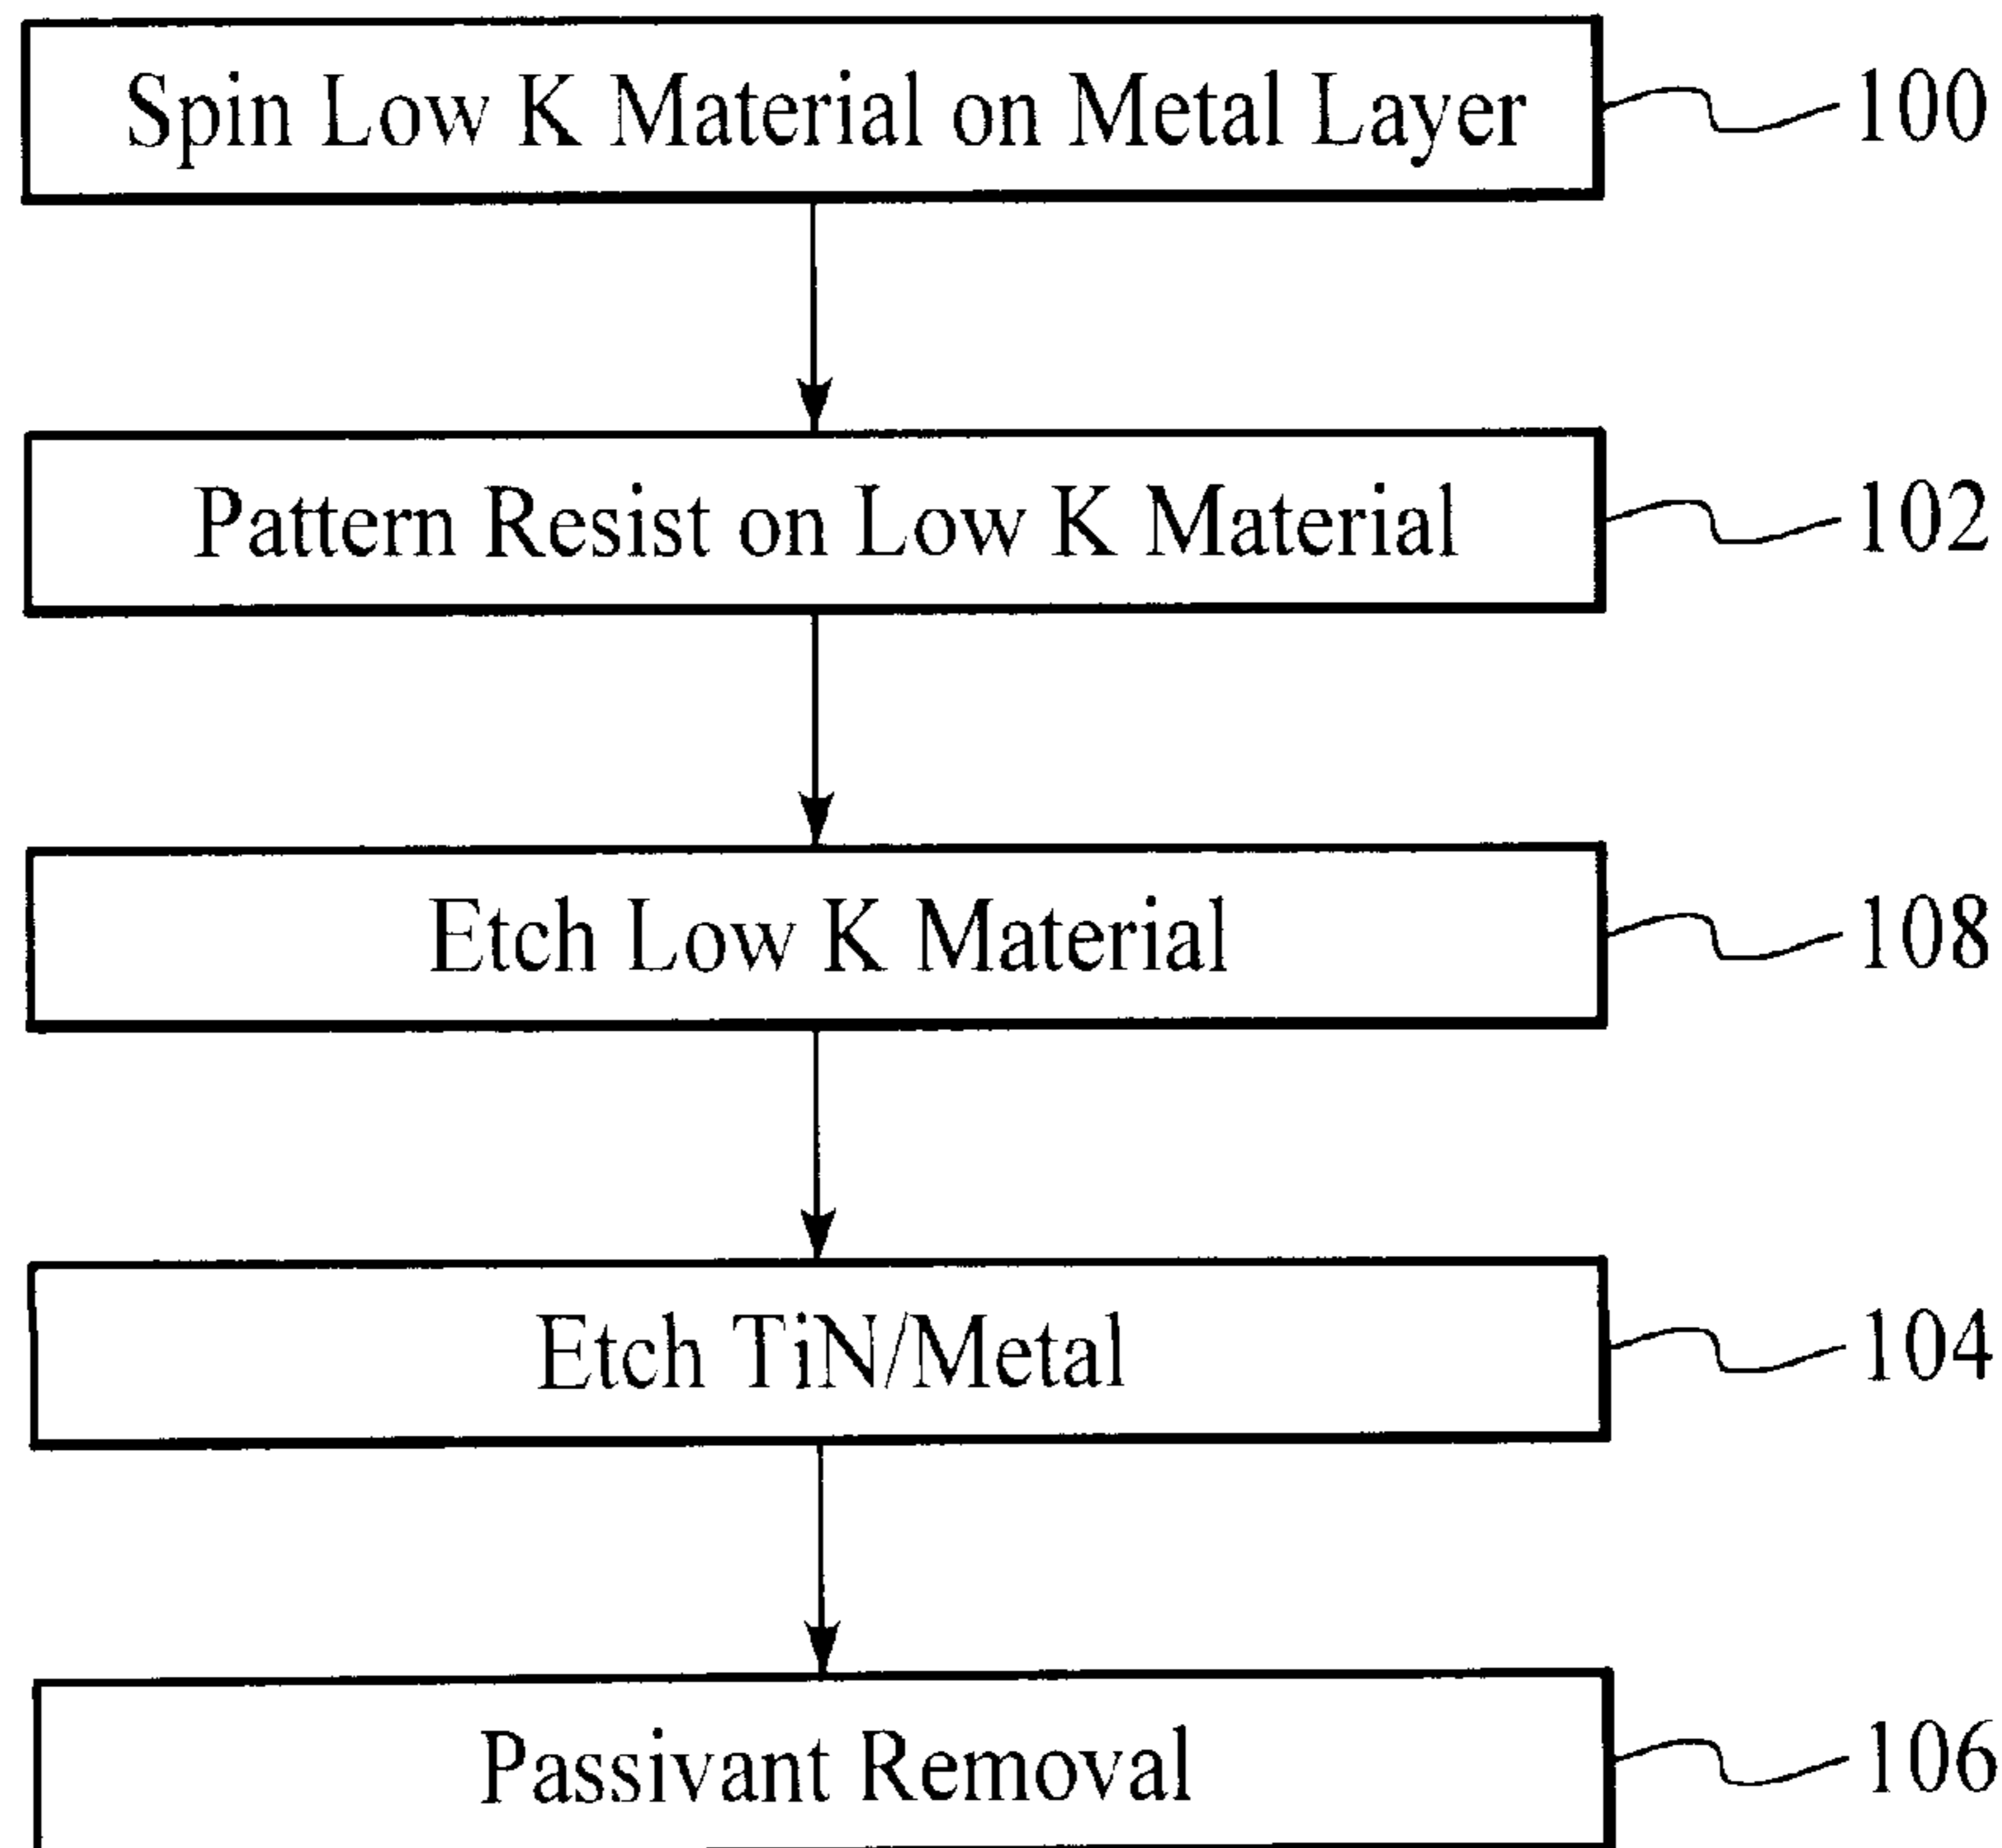 Spin Low K Material on Metal Layer 100
Pattern Resist on Low K Material 102
Etch Low K Material 108
Etch TiN/Metal 104
Passivant Removal 106